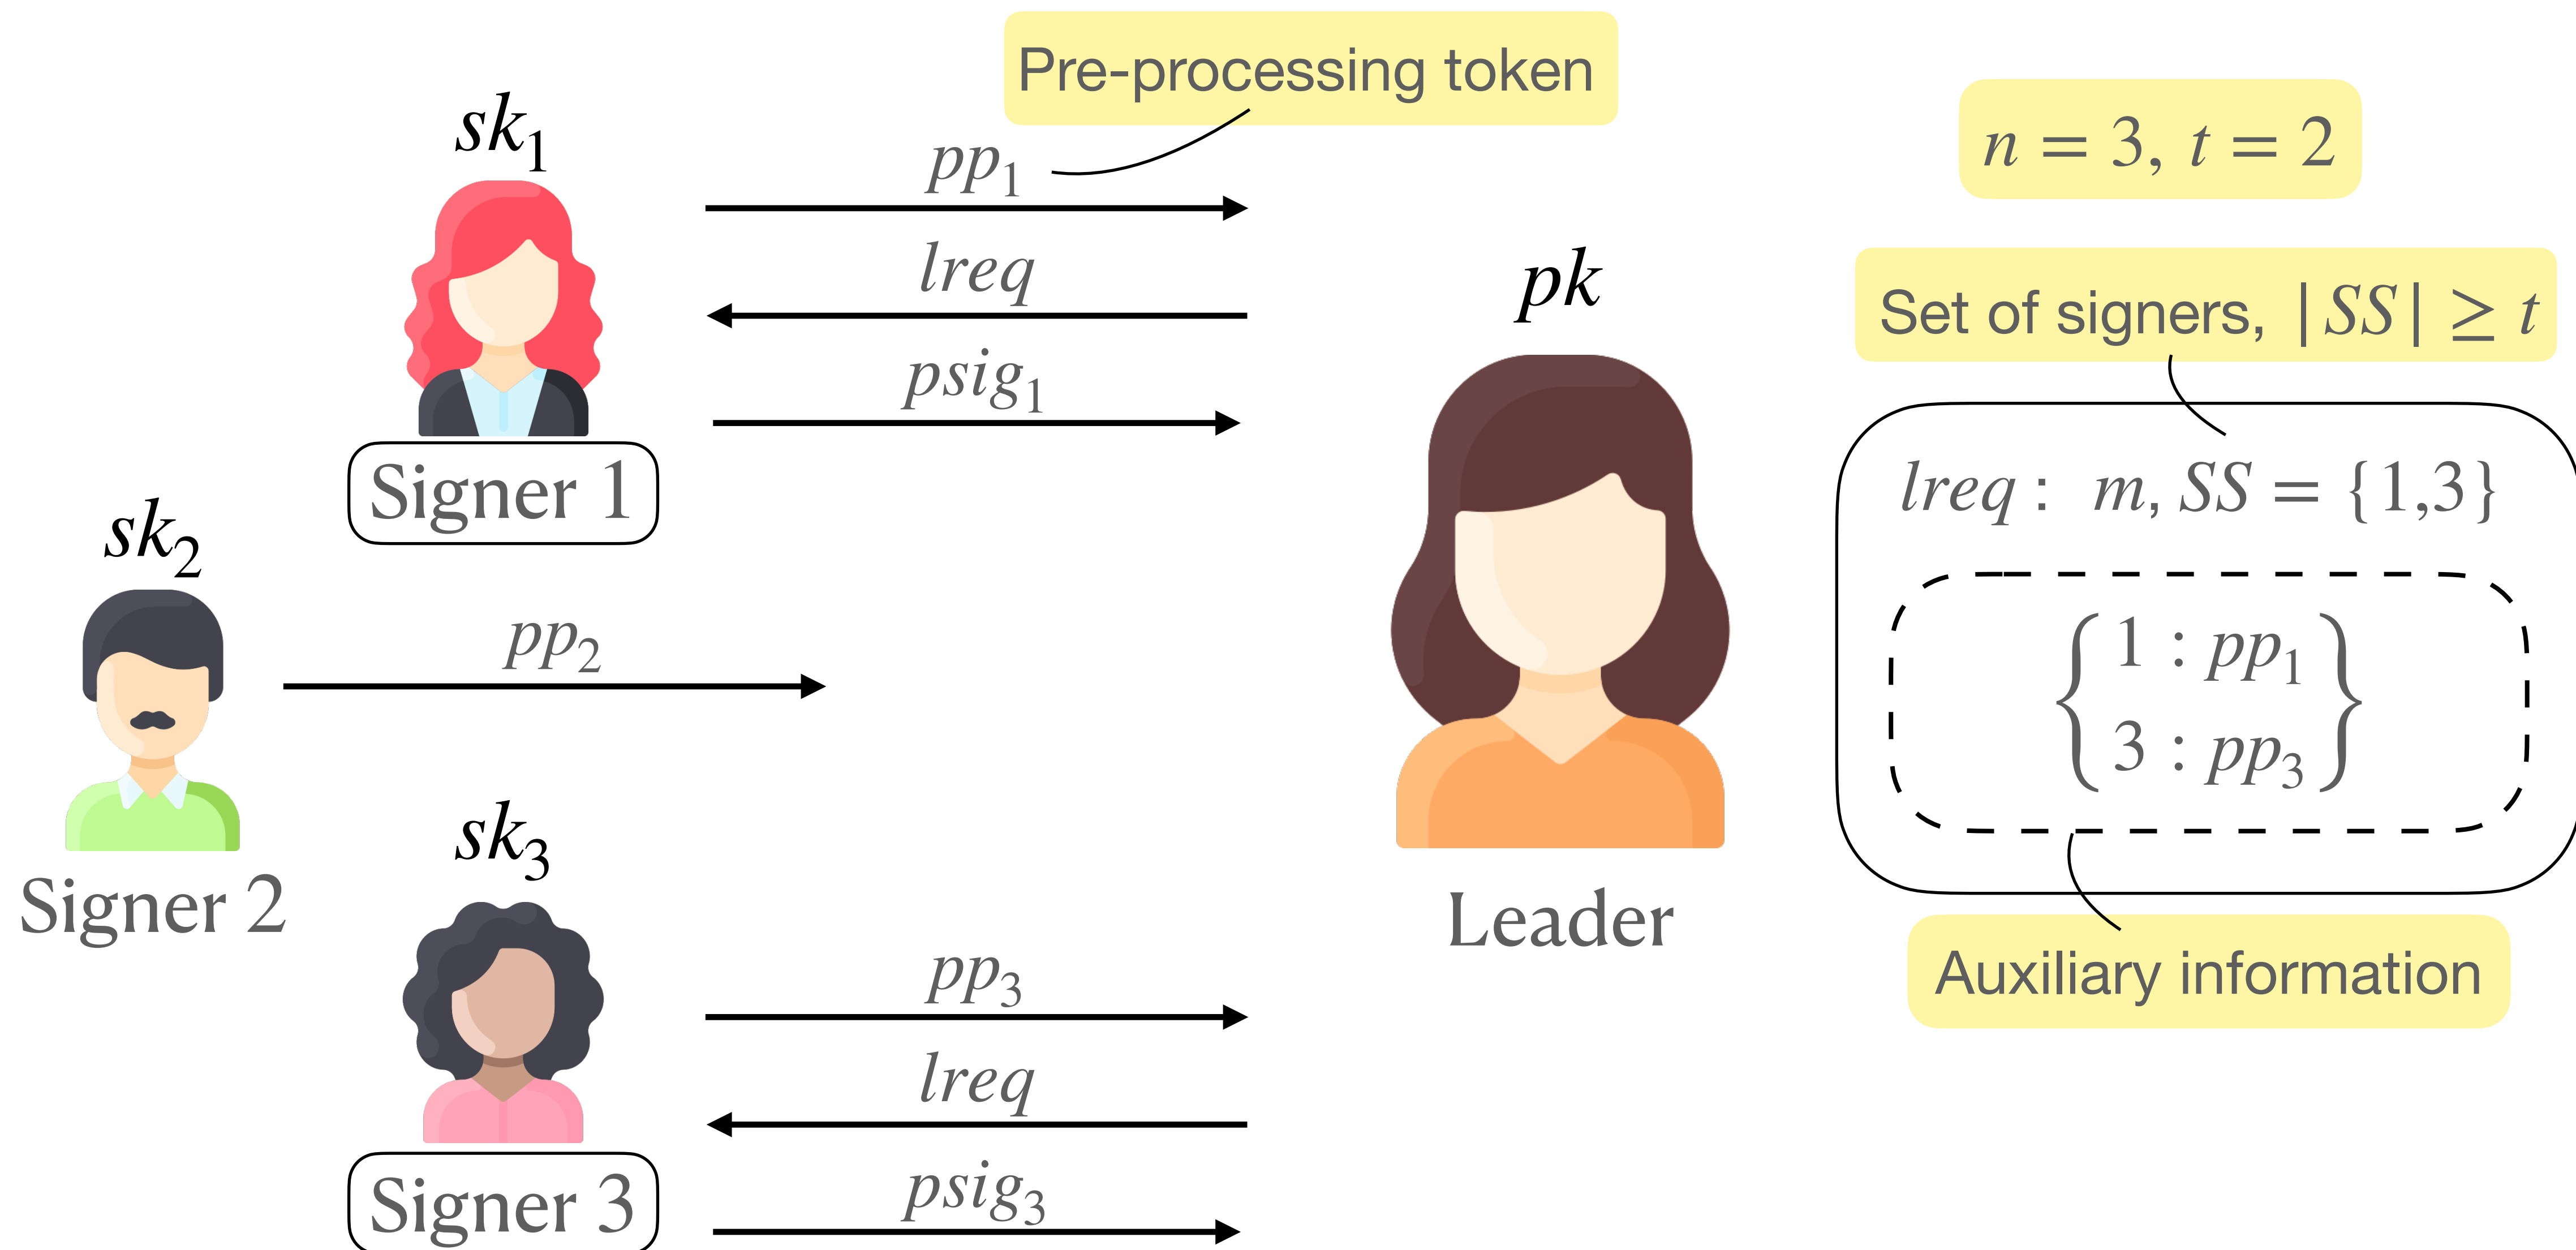 Pre-processing token
n = 3, t = 2
sk₁
pp₁
lreq
psig₁
Signer 1
sk₂
pp₂
Signer 2
sk₃
pp₃
lreq
psig₃
Signer 3
pk
Leader
Set of signers, |SS| ≥ t
lreq : m, SS = {1,3}
{1 : pp₁
3 : pp₃}
Auxiliary information